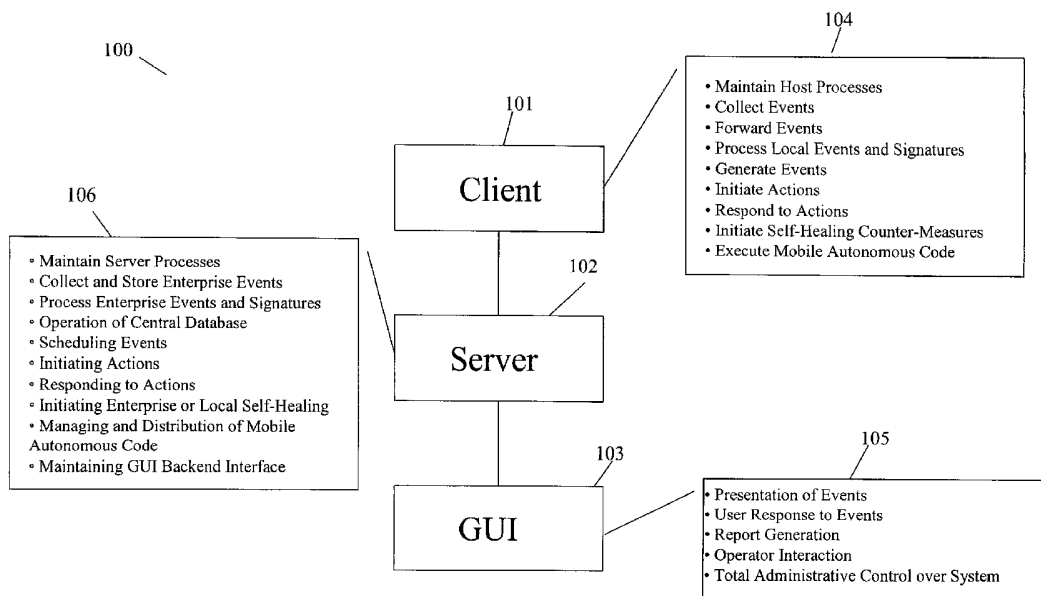 100
104
• Maintain Host Processes
• Collect Events
• Forward Events
• Process Local Events and Signatures
• Generate Events
• Initiate Actions
• Respond to Actions
• Initiate Self-Healing Counter-Measures
• Execute Mobile Autonomous Code
101
Client
106
• Maintain Server Processes
• Collect and Store Enterprise Events
• Process Enterprise Events and Signatures
• Operation of Central Database
• Scheduling Events
• Initiating Actions
• Responding to Actions
• Initiating Enterprise or Local Self-Healing
• Managing and Distribution of Mobile
Autonomous Code
• Maintaining GUI Backend Interface
102
Server
103
GUI
105
• Presentation of Events
• User Response to Events
• Report Generation
• Operator Interaction
• Total Administrative Control over System